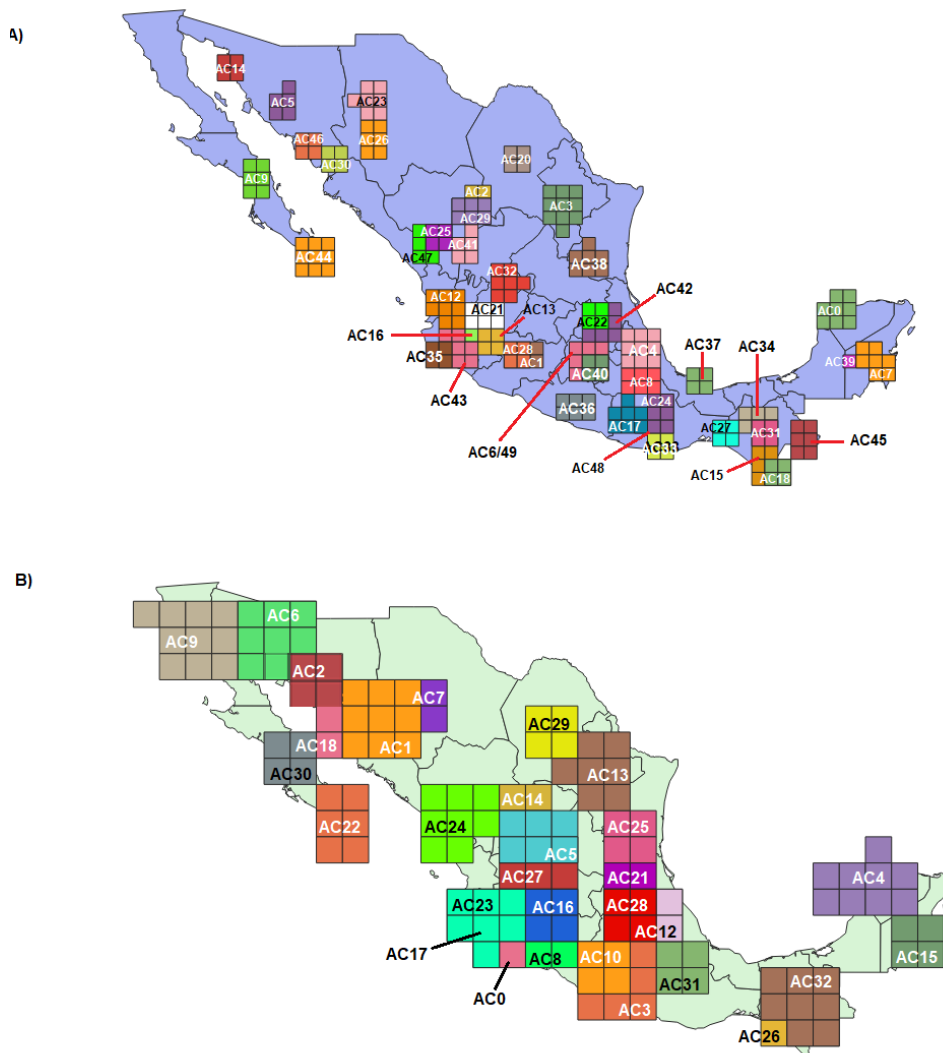 A)
AC14
AC5
AC23
AC46
AC26
AC30
AC20
AC9
AC2
AC3
AC29
AC25
AC41
AC47
AC44
AC38
AC32
AC12
AC21
AC13
AC42
AC22
AC16
AC35
AC28
AC1
AC4
AC37
AC34
AC0
AC39
AC7
AC43
AC40
AC8
AC36
AC24
AC17
AC27
AC31
AC45
AC6/49
AC33
AC48
AC15
AC18
B)
AC6
AC9
AC2
AC7
AC29
AC18
AC1
AC30
AC13
AC14
AC22
AC24
AC25
AC5
AC27
AC21
AC4
AC23
AC16
AC28
AC12
AC17
AC15
AC8
AC10
AC31
AC32
AC0
AC3
AC26